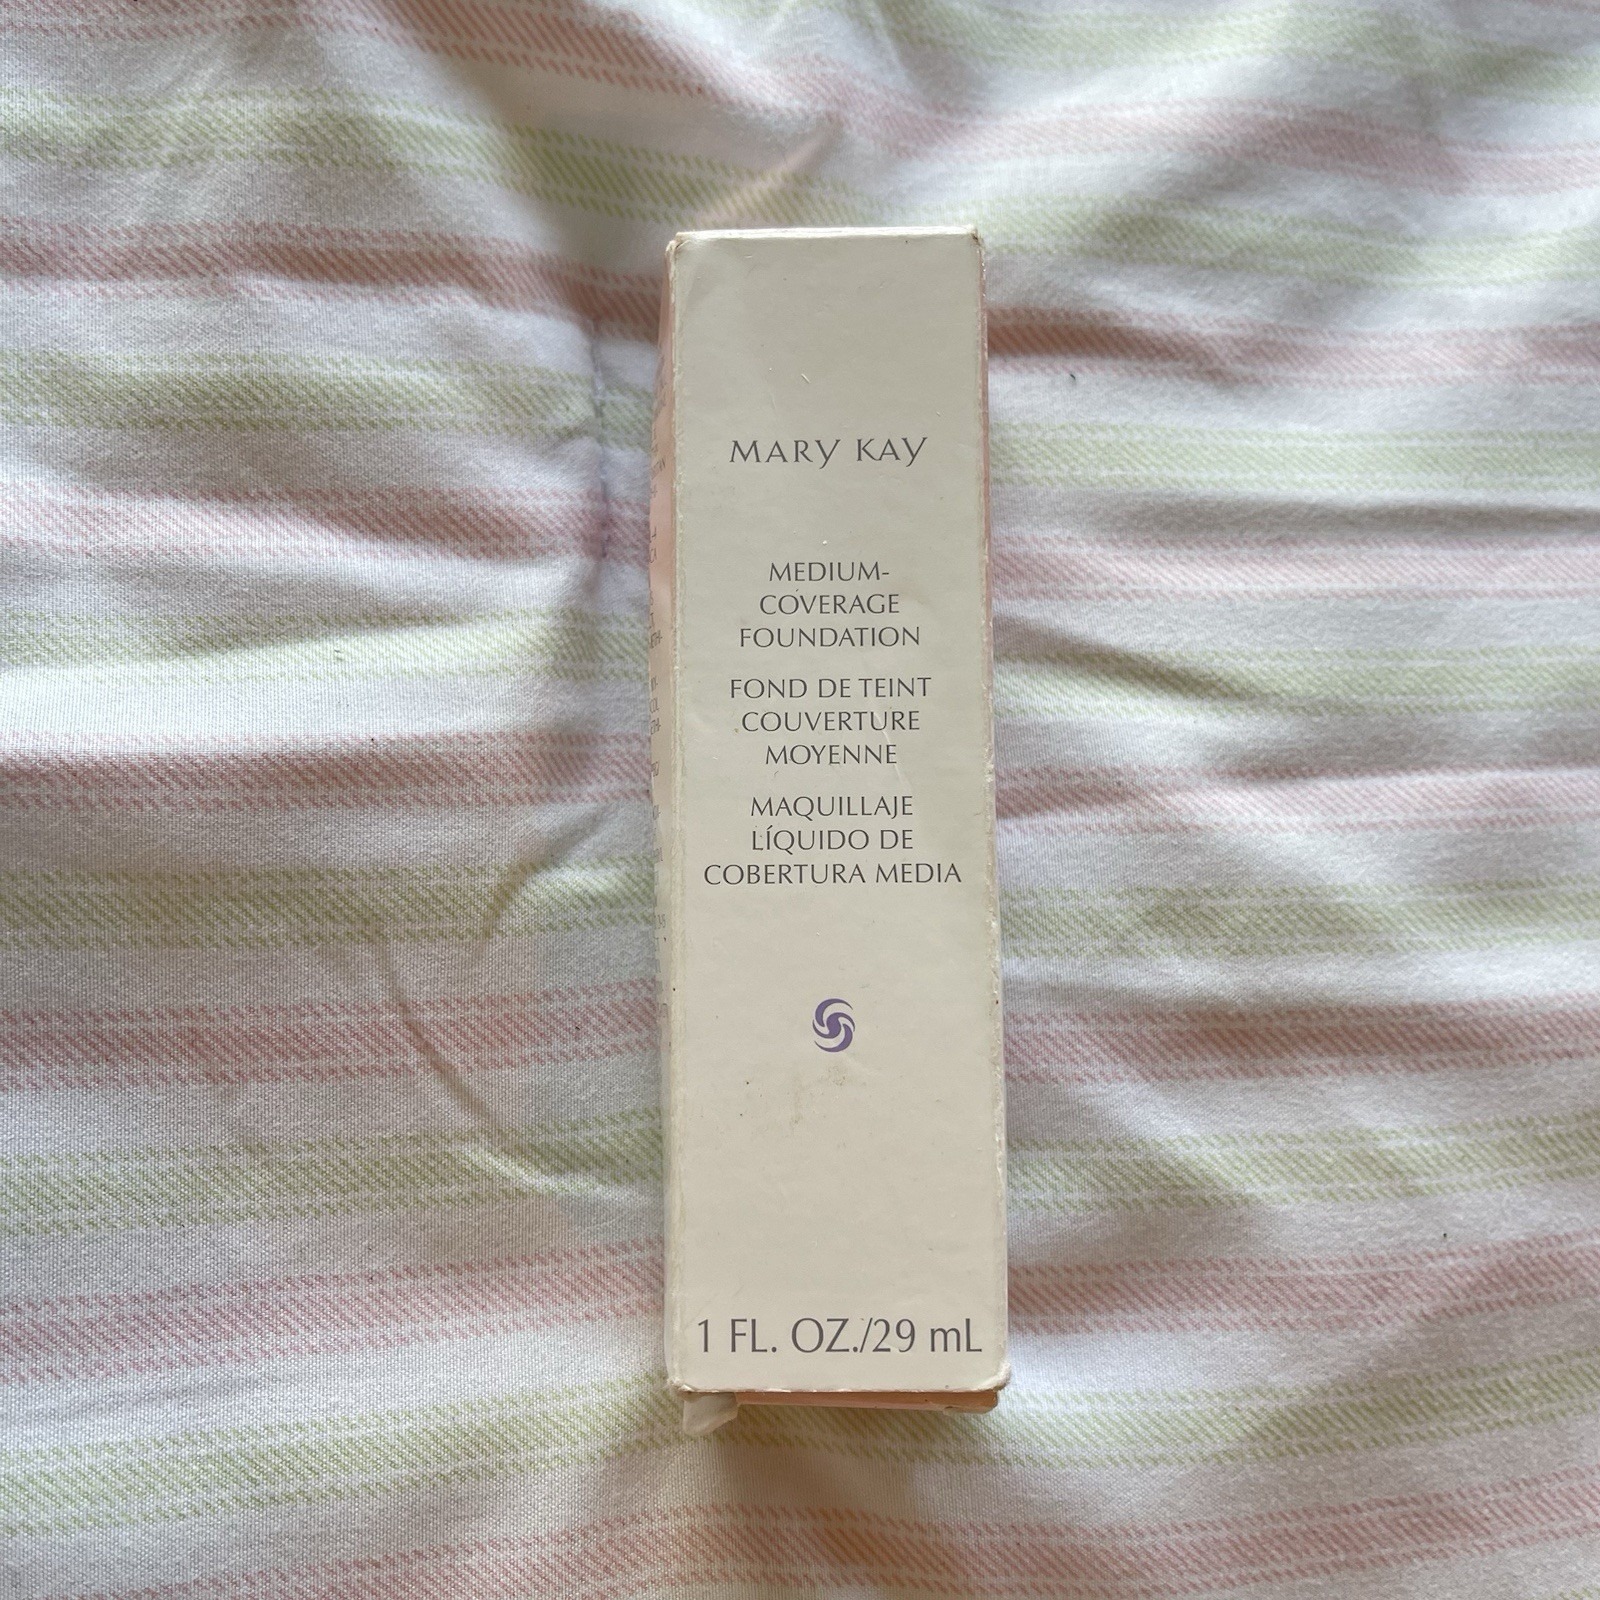 MARY KAY
MEDIUM-
COVERAGE
FOUNDATION
FOND DE TEINT
COUVERTURE
MOYENNE
MAQUILLAJE
LÍQUIDO DE
COBERTURA MEDIA
1 FL. OZ./29 mL